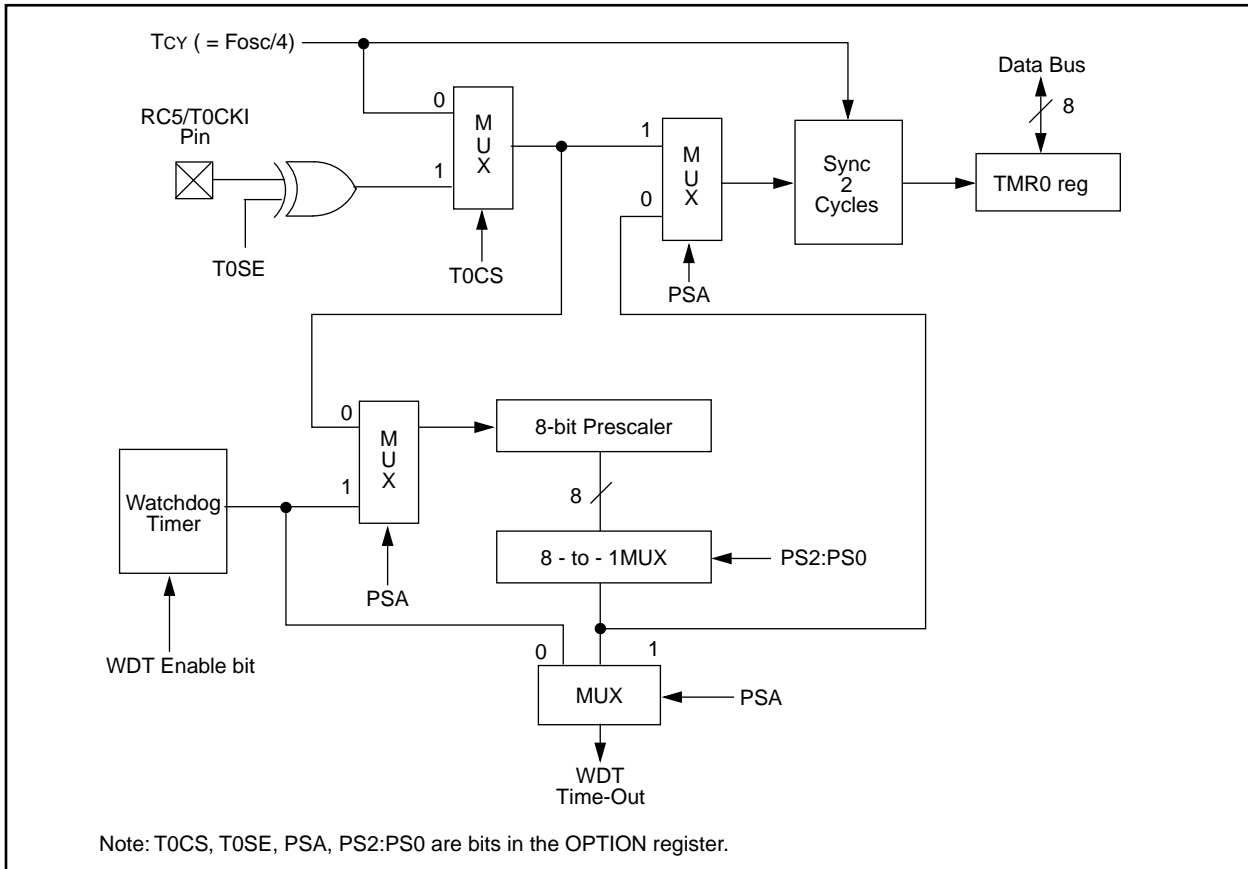 TCY ( = Fosc/4)
Data Bus
RC5/T0CKI
Pin
0
M
U
X
1
8
1
M
U
X
0
Sync
2
Cycles
TMR0 reg
T0SE
T0CS
PSA
0
M
U
X
1
8-bit Prescaler
Watchdog
Timer
8
8 - to - 1MUX
PS2:PS0
PSA
WDT Enable bit
0
1
MUX
PSA
WDT
Time-Out
Note: T0CS, T0SE, PSA, PS2:PS0 are bits in the OPTION register.